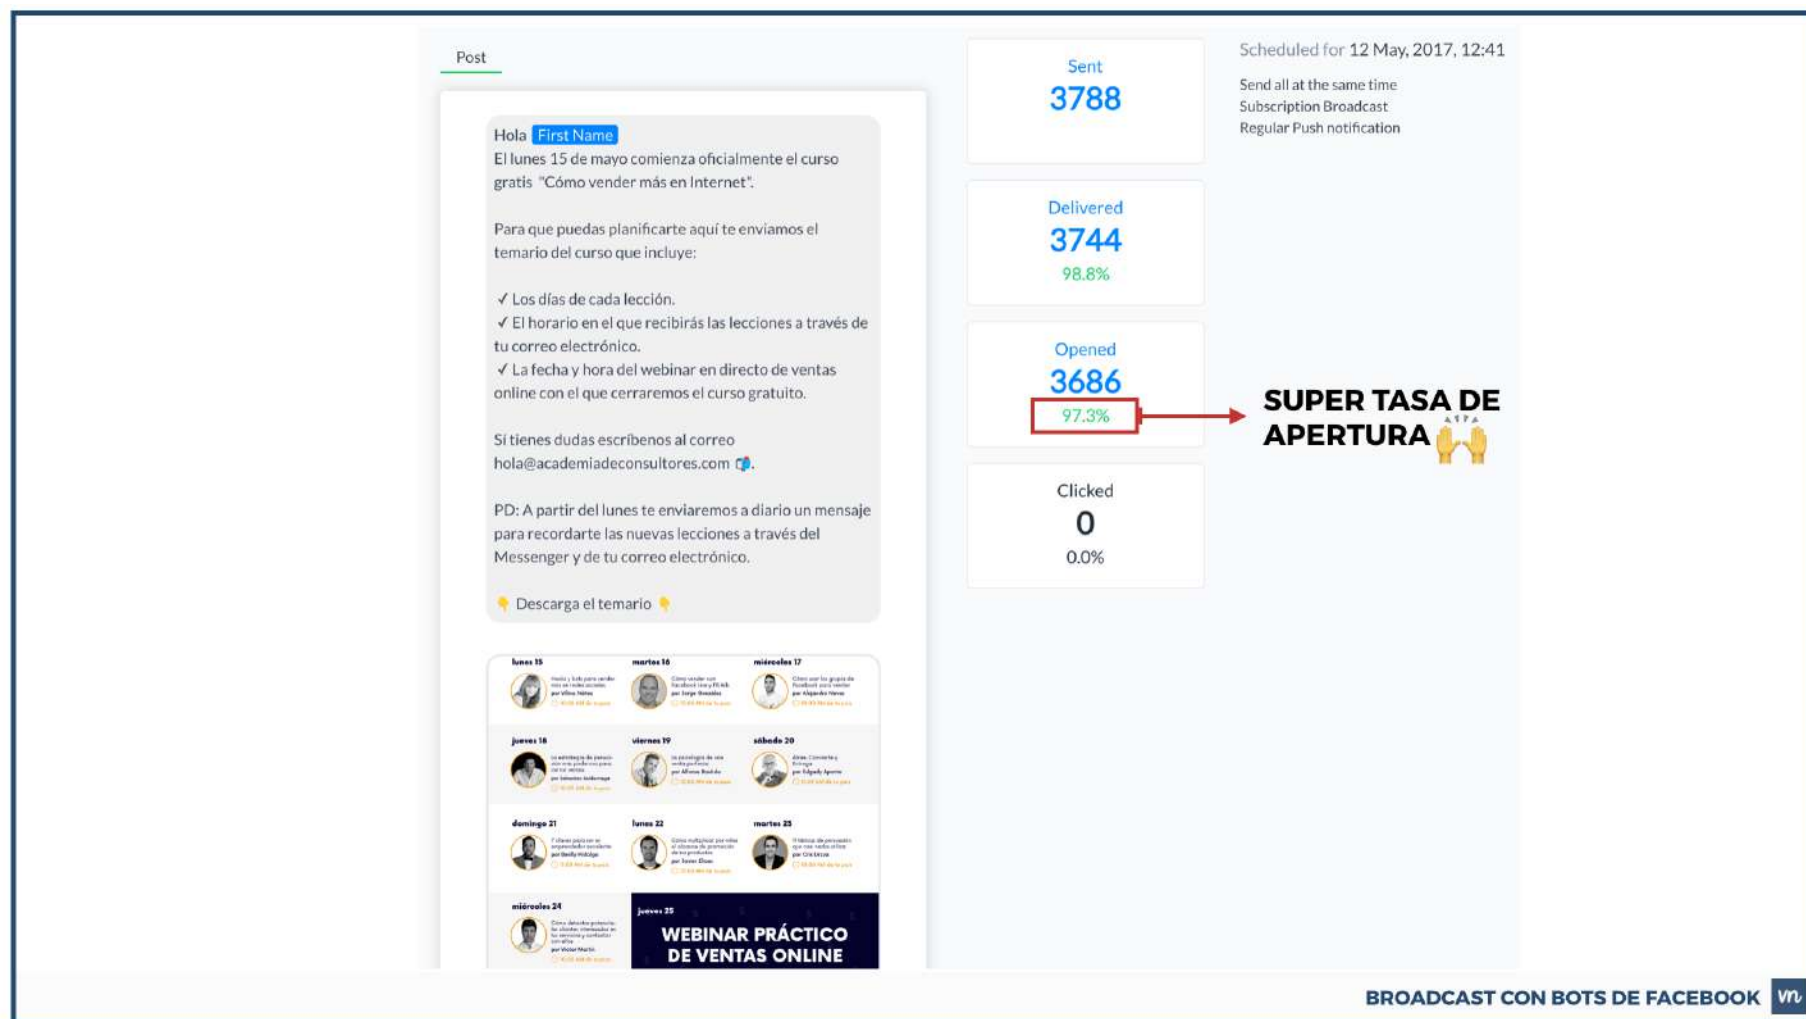 Post
Hola First Name
El lunes 15 de mayo comienza oficialmente el curso
gratis "Cómo vender más en Internet".
Para que puedas planificarte aquí te enviamos el
temario del curso que incluye:
✓ Los días de cada lección.
✓ El horario en el que recibirás las lecciones a través de
tu correo electrónico.
✓ La fecha y hora del webinar en directo de ventas
online con el que cerraremos el curso gratuito.
Si tienes dudas escríbenos al correo
hola@academiadeconsultores.com 📬.
PD: A partir del lunes te enviaremos a diario un mensaje
para recordarte las nuevas lecciones a través del
Messenger y de tu correo electrónico.
👇 Descarga el temario 👇
lunes 15
martes 16
miércoles 17
jueves 18
viernes 19
sábado 20
domingo 21
lunes 22
martes 23
miércoles 24
jueves 25
WEBINAR PRÁCTICO
DE VENTAS ONLINE
Sent
3788
Delivered
3744
98.8%
Opened
3686
97.3%
Clicked
0
0.0%
Scheduled for 12 May, 2017, 12:41
Send all at the same time
Subscription Broadcast
Regular Push notification
SUPER TASA DE
APERTURA 🙌
BROADCAST CON BOTS DE FACEBOOK vn